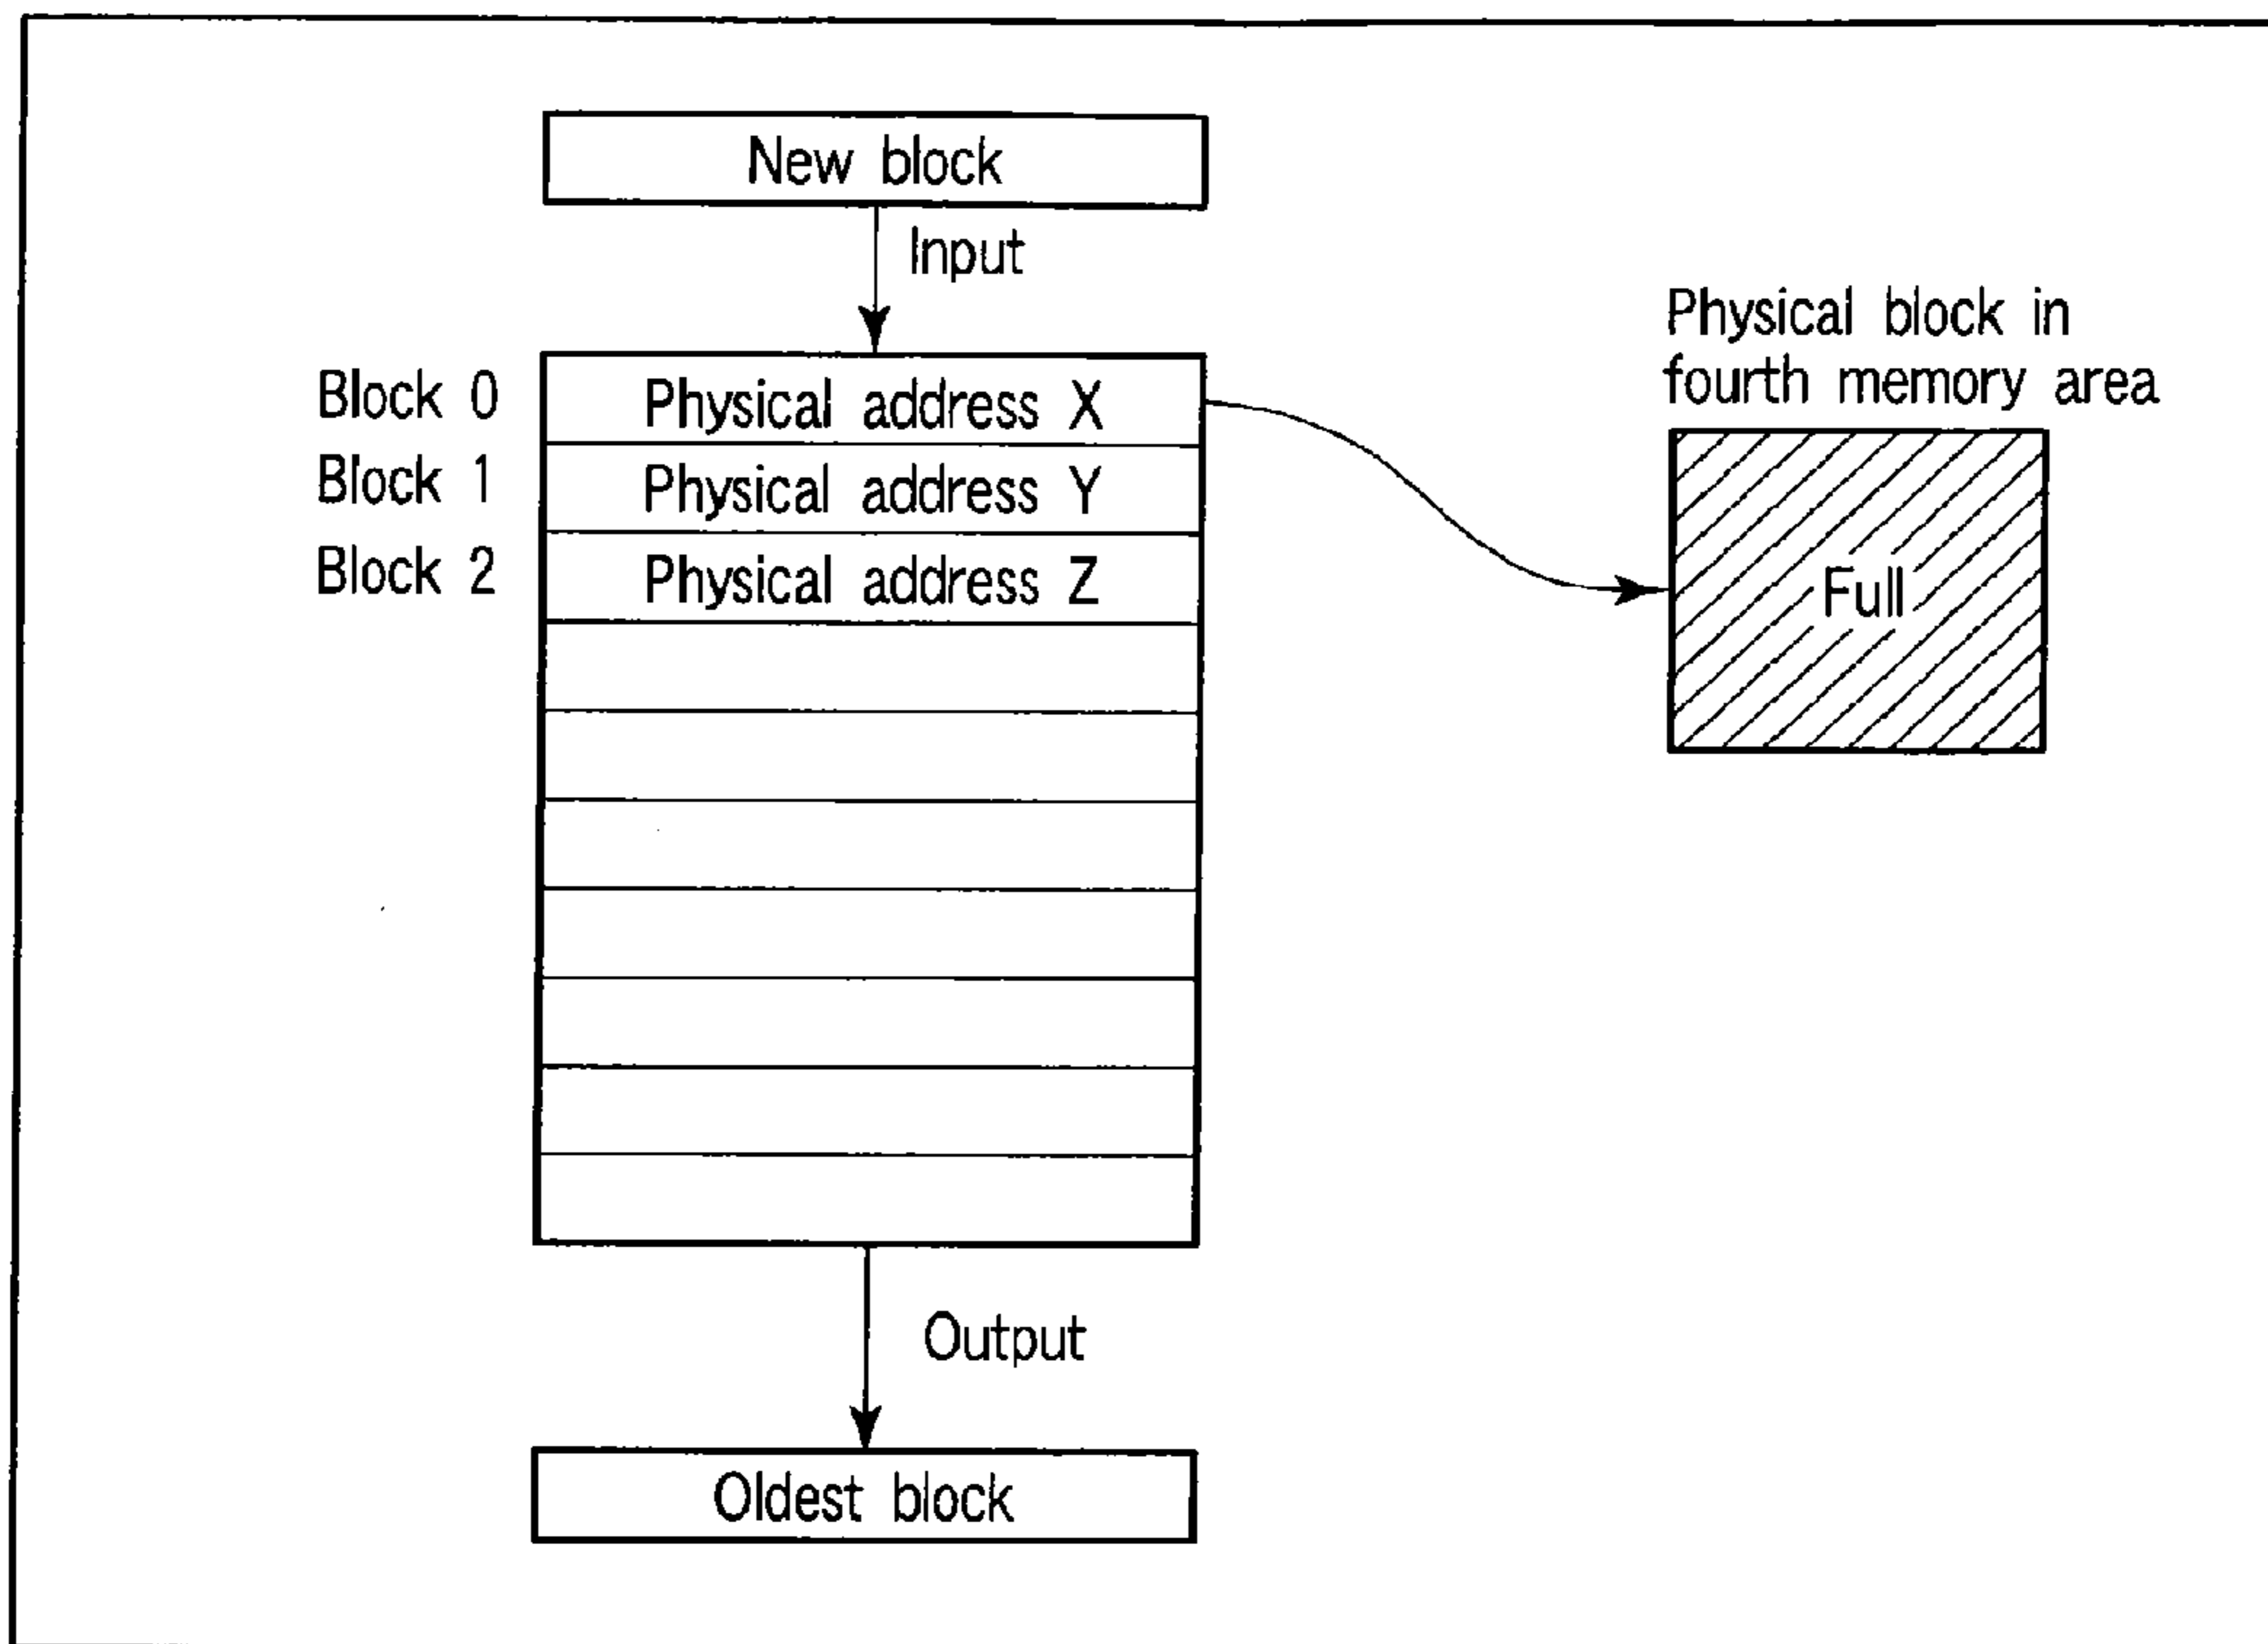 New block
Input
Physical block in
fourth memory area
Block 0 Physical address X
Block 1 Physical address Y
Block 2 Physical address Z
Full
Output
Oldest block